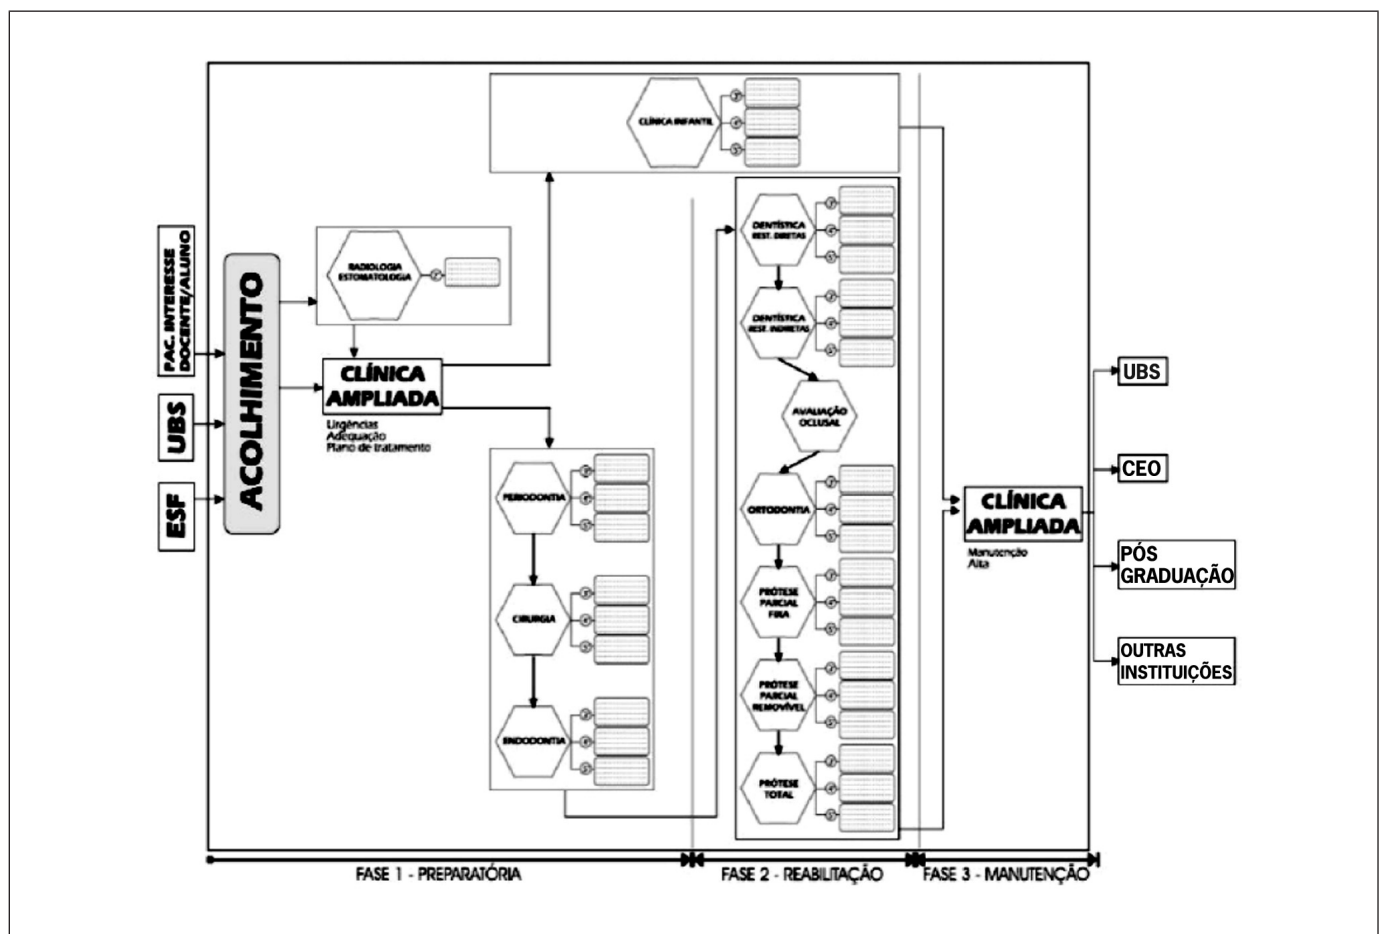 PAC. INTERESSE
DOCENTE/ALUNO
UBS
ESF
ACOLHIMENTO
RADIOLOGIA
ESTOMATOLOGIA
CLÍNICA
AMPLIADA
Urgências
Adequação
Plano de tratamento
CLÍNICA INFANTIL
PERIODONTIA
CIRURGIA
ENDODONTIA
DENTÍSTICA
REST. DIRETAS
DENTÍSTICA
REST. INDIRETAS
AVALIAÇÃO
OCLUSAL
ORTODONTIA
PRÓTESE
PARCIAL
FIXA
PRÓTESE
PARCIAL
REMOVÍVEL
PRÓTESE
TOTAL
CLÍNICA
AMPLIADA
Manutenção
Alta
UBS
CEO
PÓS
GRADUAÇÃO
OUTRAS
INSTITUIÇÕES
FASE 1 - PREPARATÓRIA
FASE 2 - REABILITAÇÃO
FASE 3 - MANUTENÇÃO